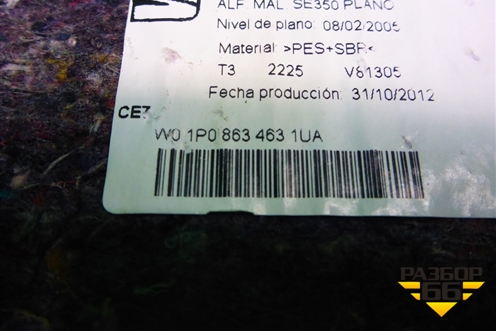 ALF. MAL. SE350 PLANO
Nivel de plano: 08/02/2005
Material: >PES+SBR<
T3 2225 V61305
Fecha producción: 31/10/2012
CE7
W0 1P0 863 463 1UA
РАЗБОР
66